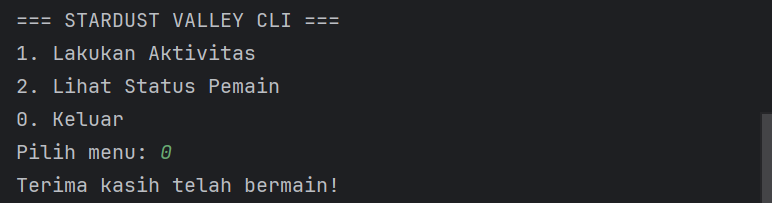 === STARDUST VALLEY CLI ===
1. Lakukan Aktivitas
2. Lihat Status Pemain
0. Keluar
Pilih menu: 0
Terima kasih telah bermain!